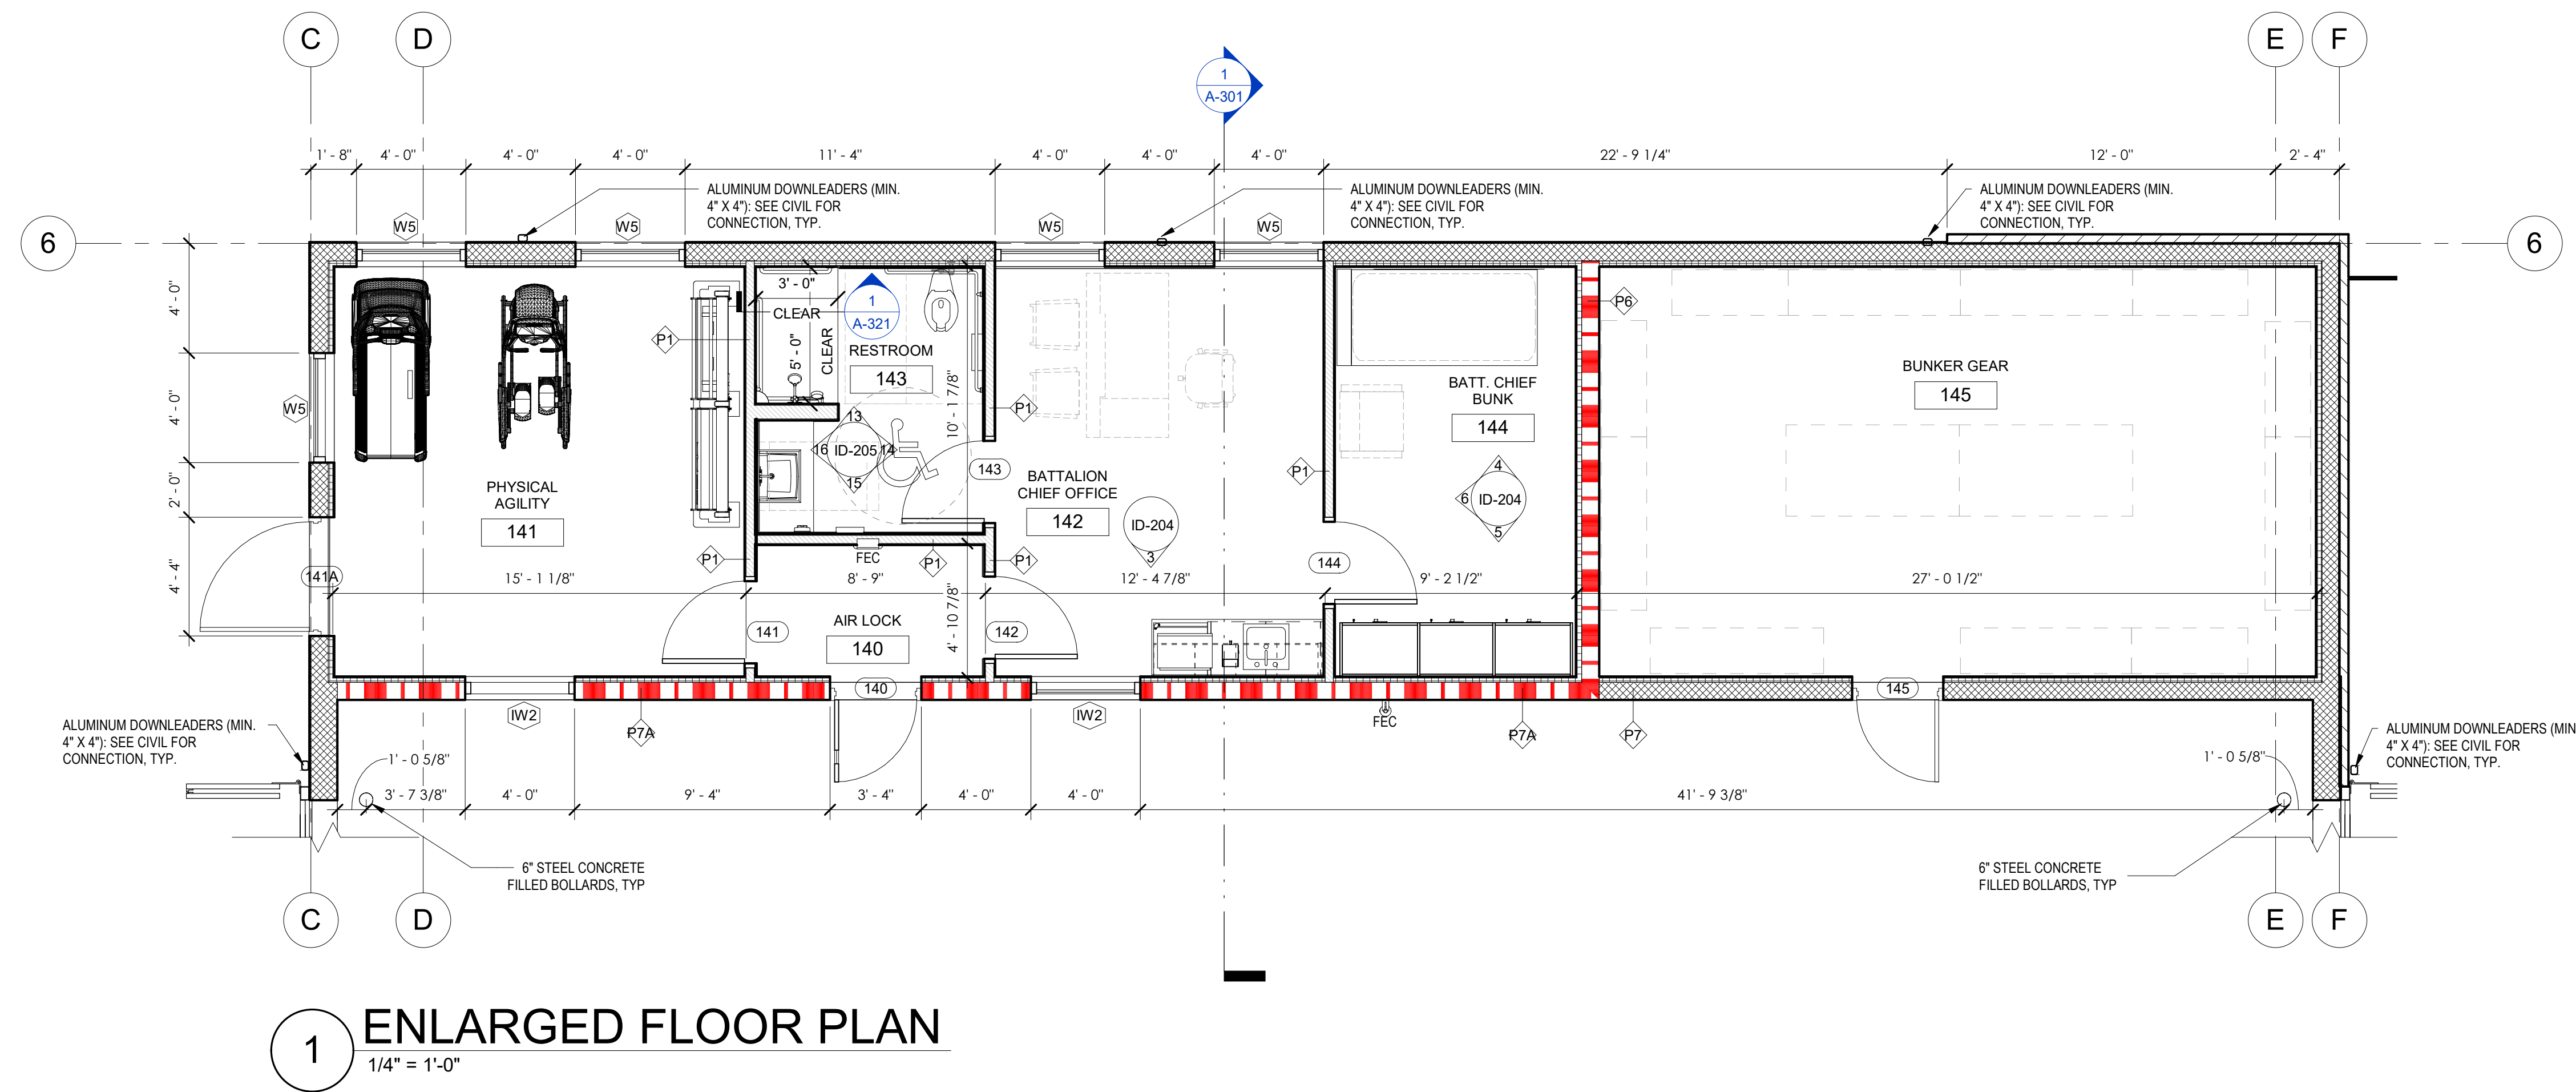 C
D
E
F
1
A-301
1' - 8"
4' - 0"
4' - 0"
4' - 0"
11' - 4"
4' - 0"
4' - 0"
4' - 0"
22' - 9 1/4"
12' - 0"
2' - 4"
ALUMINUM DOWNLEADERS (MIN.
4" X 4"): SEE CIVIL FOR
CONNECTION, TYP.
ALUMINUM DOWNLEADERS (MIN.
4" X 4"): SEE CIVIL FOR
CONNECTION, TYP.
ALUMINUM DOWNLEADERS (MIN.
4" X 4"): SEE CIVIL FOR
CONNECTION, TYP.
6
W5
W5
W5
W5
6
4' - 0"
4' - 0"
2' - 0"
4' - 4"
W5
3' - 0"
CLEAR
5' - 0"
CLEAR
1
A-321
RESTROOM
143
10' - 1 7/8"
P1
P1
P1
P6
BUNKER GEAR
145
BATT. CHIEF
BUNK
144
13
16
ID-205
14
15
143
PHYSICAL
AGILITY
141
BATTALION
CHIEF OFFICE
142
ID-204
3
4
6
ID-204
5
P1
FEC
P1
P1
144
141A
15' - 1 1/8"
8' - 9"
12' - 4 7/8"
9' - 2 1/2"
27' - 0 1/2"
4' - 10 7/8"
AIR LOCK
140
141
142
140
145
IW2
IW2
P7A
FEC
P7A
P7
ALUMINUM DOWNLEADERS (MIN.
4" X 4"): SEE CIVIL FOR
CONNECTION, TYP.
ALUMINUM DOWNLEADERS (MIN
4" X 4"): SEE CIVIL FOR
CONNECTION, TYP.
1' - 0 5/8"
1' - 0 5/8"
3' - 7 3/8"
4' - 0"
9' - 4"
3' - 4"
4' - 0"
4' - 0"
41' - 9 3/8"
6" STEEL CONCRETE
FILLED BOLLARDS, TYP
6" STEEL CONCRETE
FILLED BOLLARDS, TYP
C
D
E
F
1
ENLARGED FLOOR PLAN
1/4" = 1'-0"